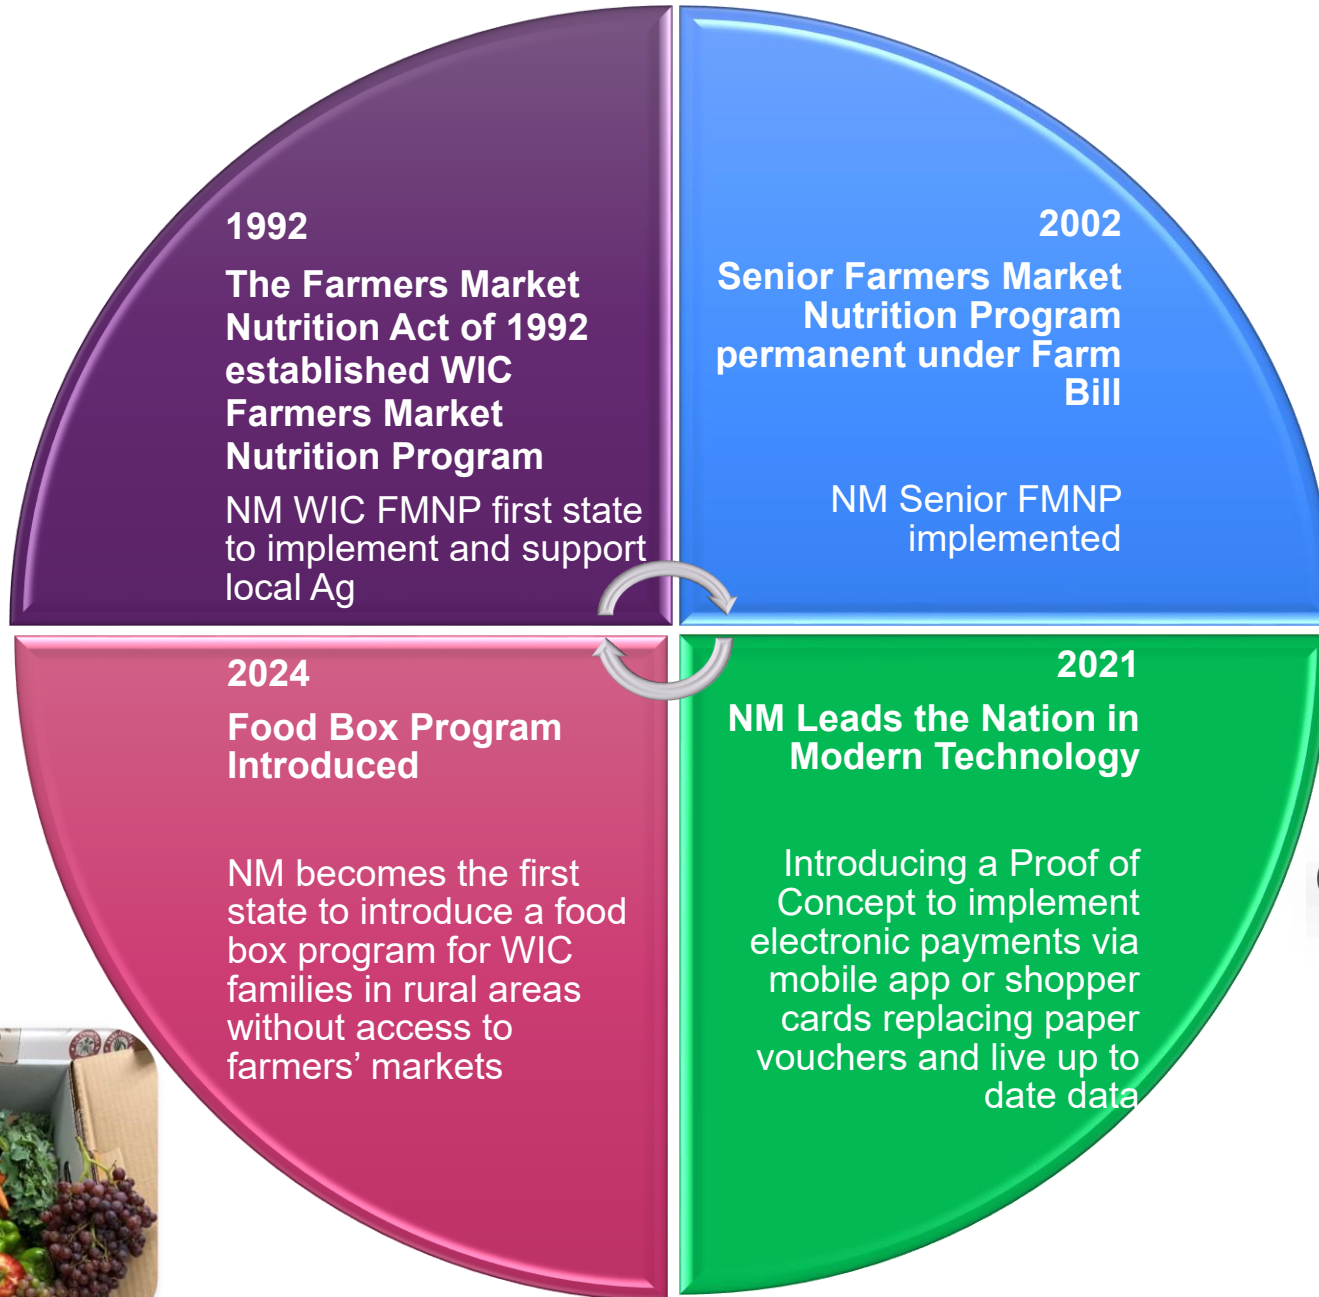 1992
The Farmers Market
Nutrition Act of 1992
established WIC
Farmers Market
Nutrition Program
NM WIC FMNP first state
to implement and support
local Ag
2002
Senior Farmers Market
Nutrition Program
permanent under Farm
Bill
NM Senior FMNP
implemented
2021
NM Leads the Nation in
Modern Technology
Introducing a Proof of
Concept to implement
electronic payments via
mobile app or shopper
cards replacing paper
vouchers and live up to
date data
2024
Food Box Program
Introduced
NM becomes the first
state to introduce a food
box program for WIC
families in rural areas
without access to
farmers’ markets